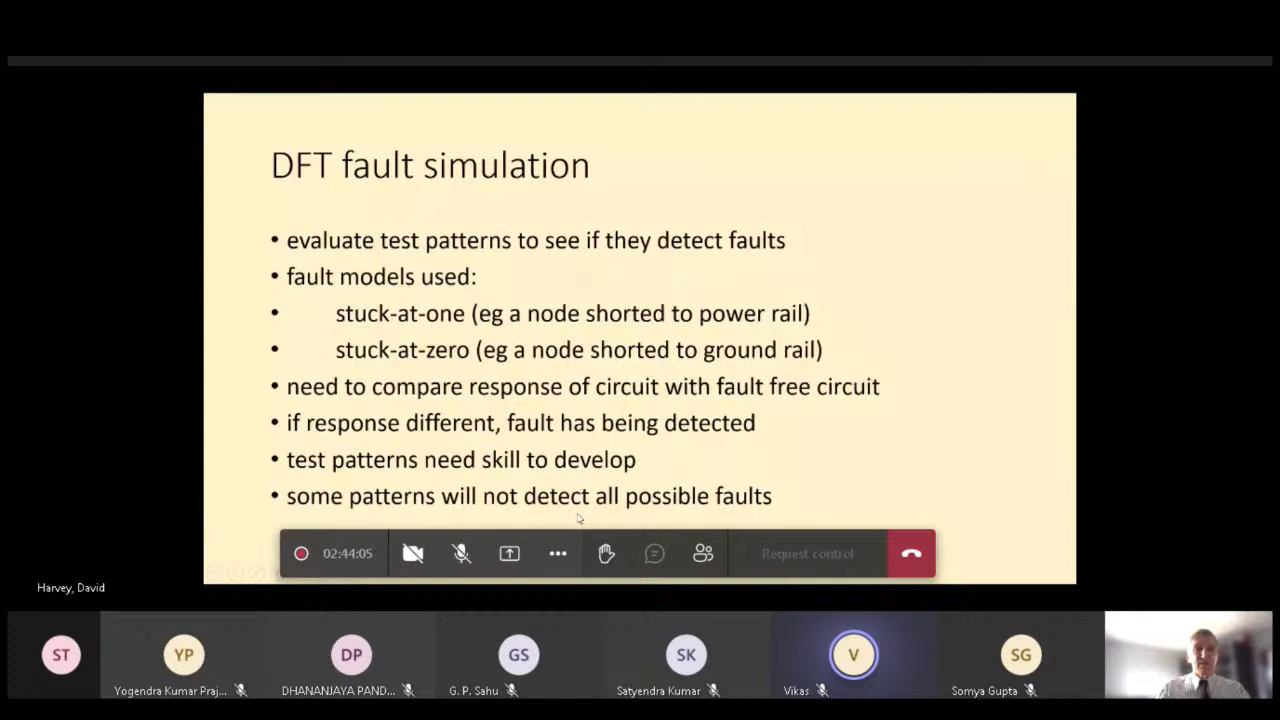 DFT fault simulation
• evaluate test patterns to see if they detect faults
• fault models used:
• stuck-at-one (eg a node shorted to power rail)
• stuck-at-zero (eg a node shorted to ground rail)
• need to compare response of circuit with fault free circuit
• if response different, fault has being detected
• test patterns need skill to develop
• some patterns will not detect all possible faults
02:44:05
Request control
Harvey, David
ST
YP
DP
GS
SK
V
SG
Yogendra Kumar Praj...
DHANANJAYA PAND...
G. P. Sahu
Satyendra Kumar
Vikas
Somya Gupta